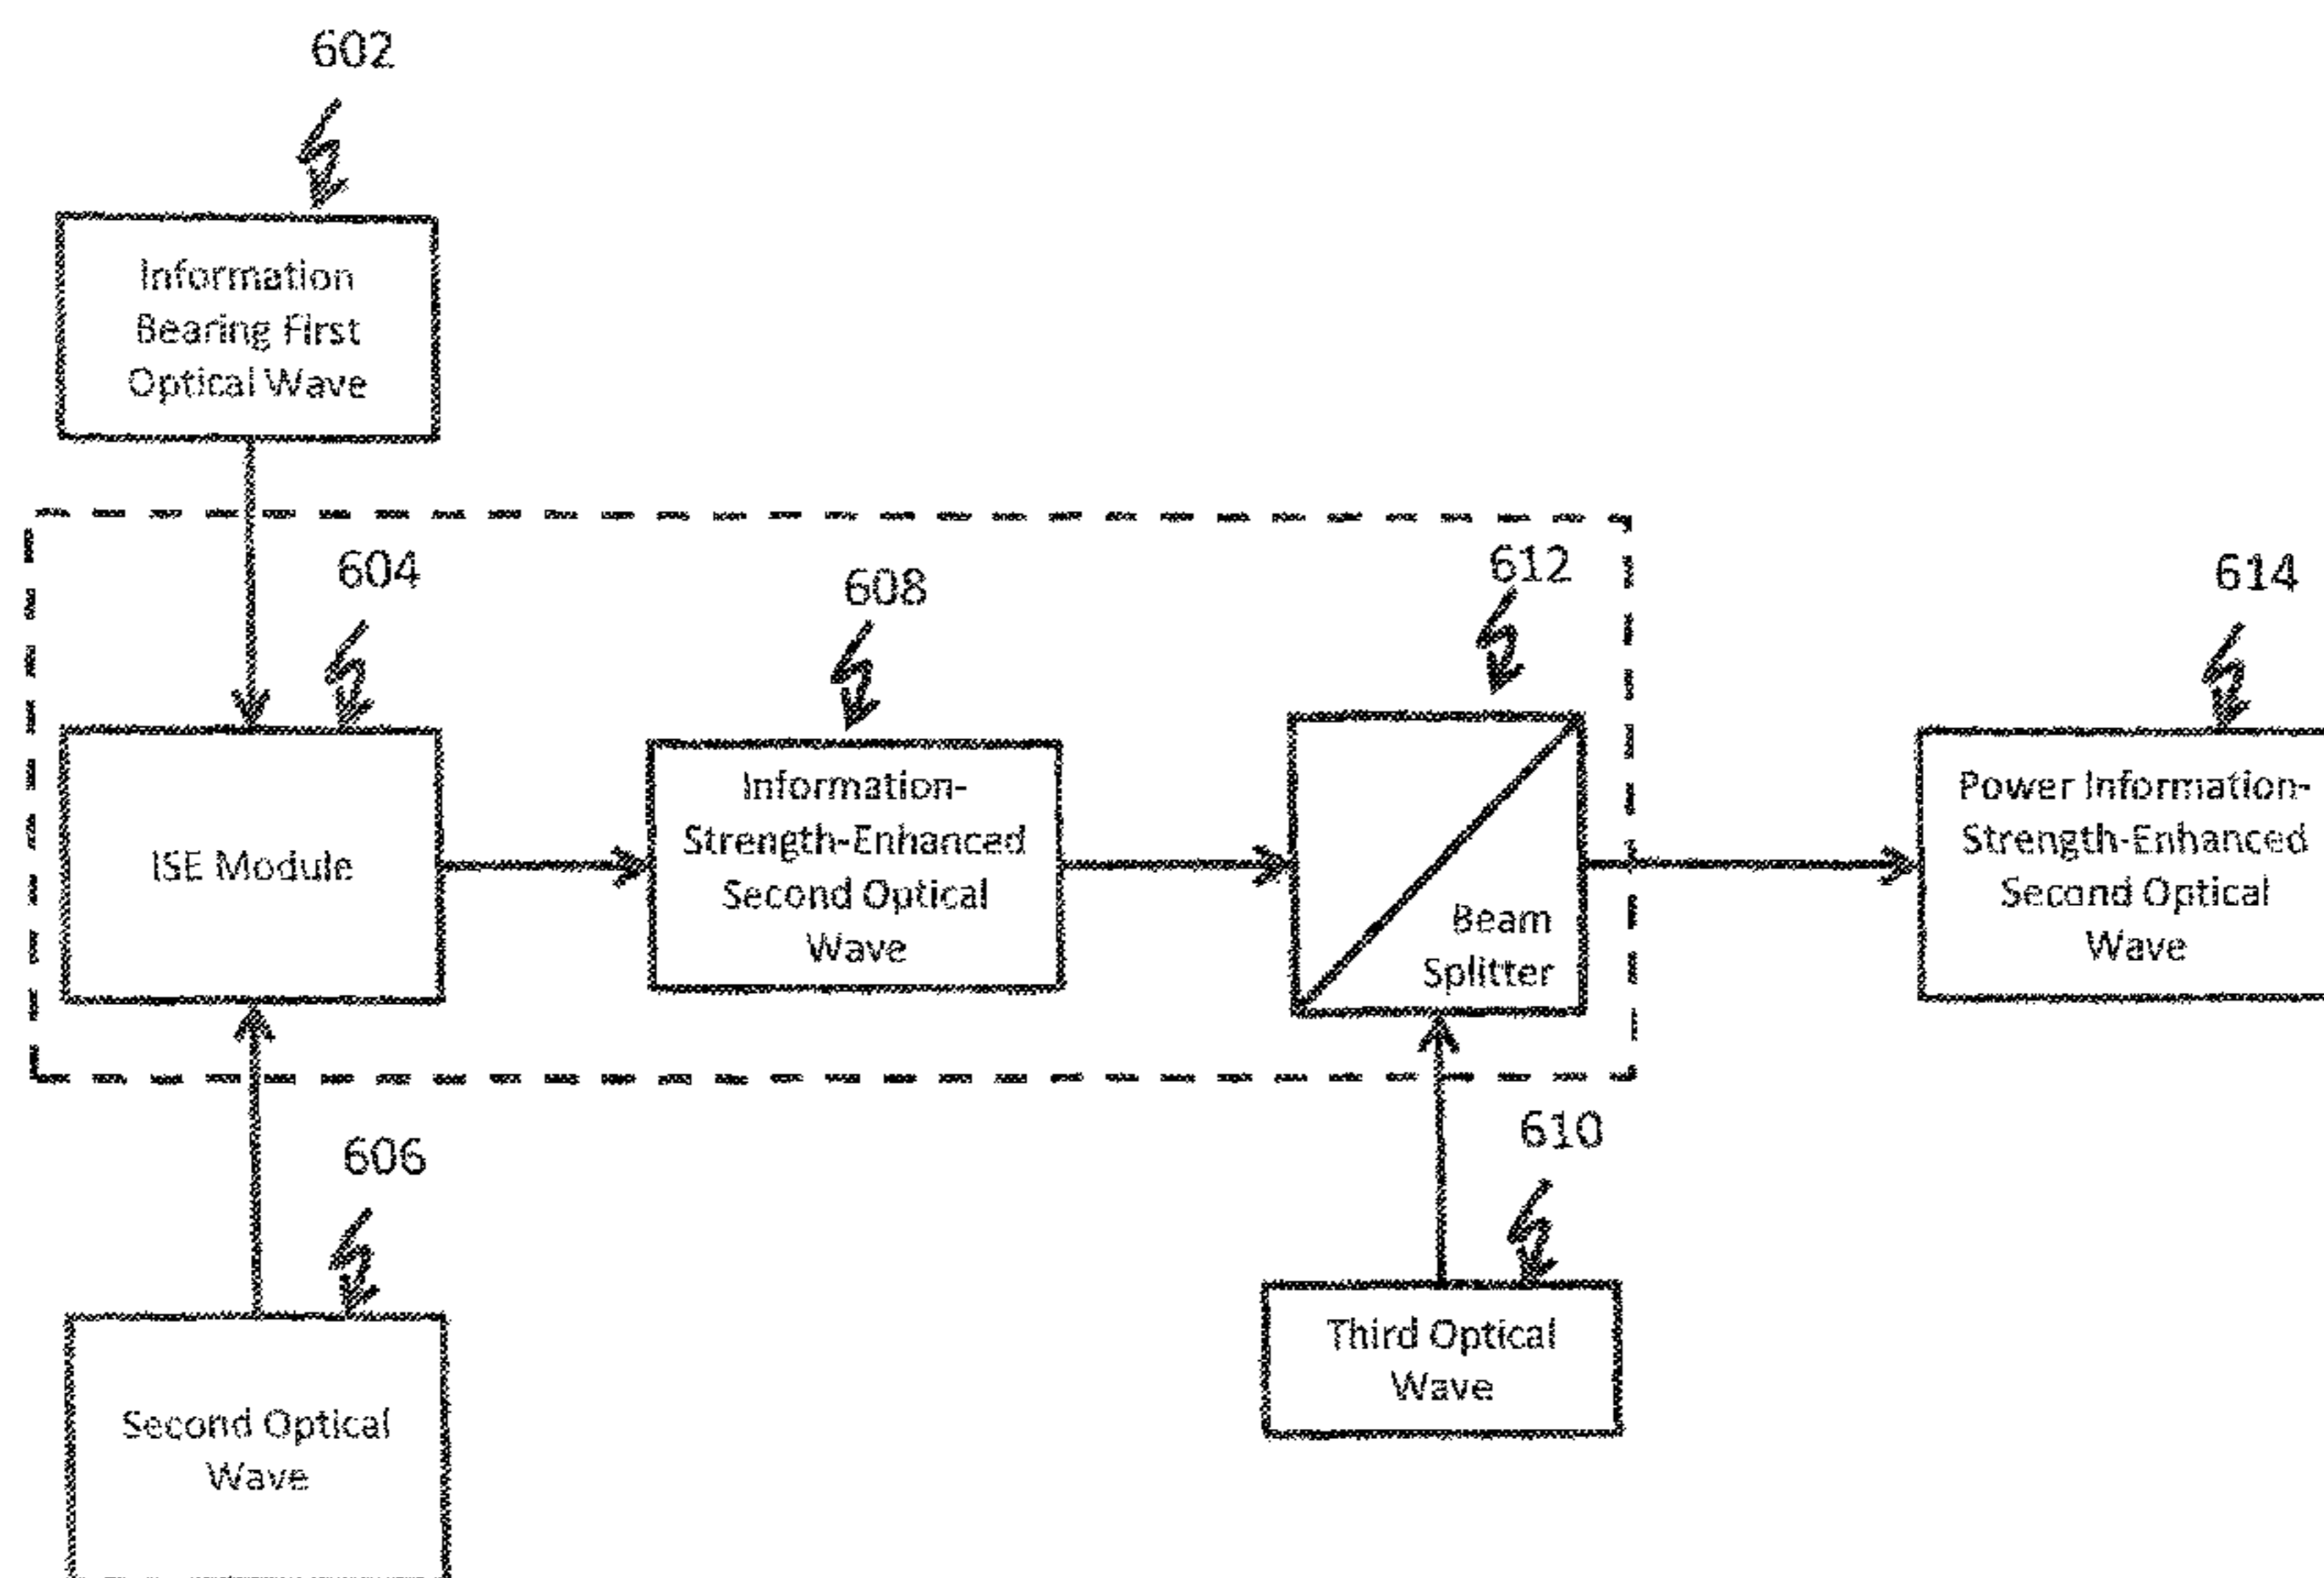 602
Information
Bearing First
Optical Wave
604
ISE Module
608
Information-
Strength-Enhanced
Second Optical
Wave
612
Beam
Splitter
614
Power Information-
Strength-Enhanced
Second Optical
Wave
606
Second Optical
Wave
610
Third Optical
Wave